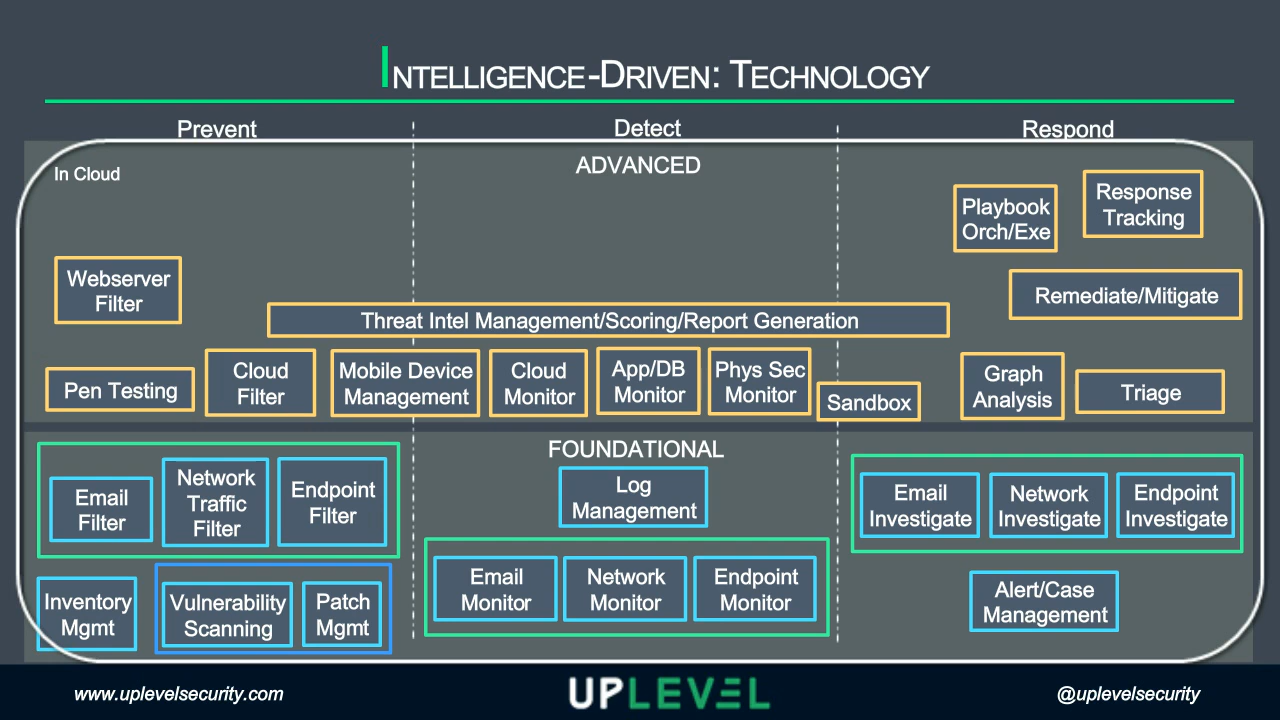 INTELLIGENCE-DRIVEN: TECHNOLOGY
Prevent
Detect
Respond
In Cloud
ADVANCED
Playbook
Orch/Exe
Response
Tracking
Webserver
Filter
Remediate/Mitigate
Threat Intel Management/Scoring/Report Generation
Pen Testing
Cloud
Filter
Mobile Device
Management
Cloud
Monitor
App/DB
Monitor
Phys Sec
Monitor
Sandbox
Graph
Analysis
Triage
FOUNDATIONAL
Email
Filter
Network
Traffic
Filter
Endpoint
Filter
Log
Management
Email
Investigate
Network
Investigate
Endpoint
Investigate
Inventory
Mgmt
Vulnerability
Scanning
Patch
Mgmt
Email
Monitor
Network
Monitor
Endpoint
Monitor
Alert/Case
Management
www.uplevelsecurity.com
UPLEVEL
@uplevelsecurity